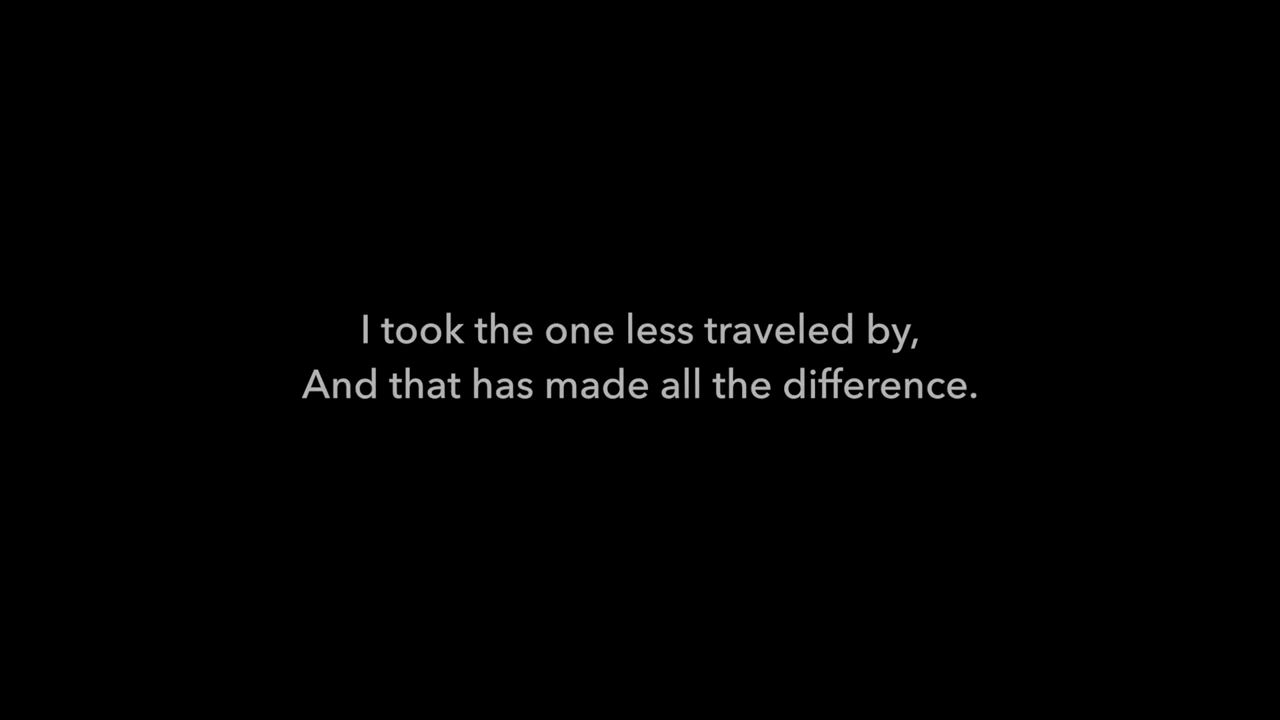 I took the one less traveled by,
And that has made all the difference.